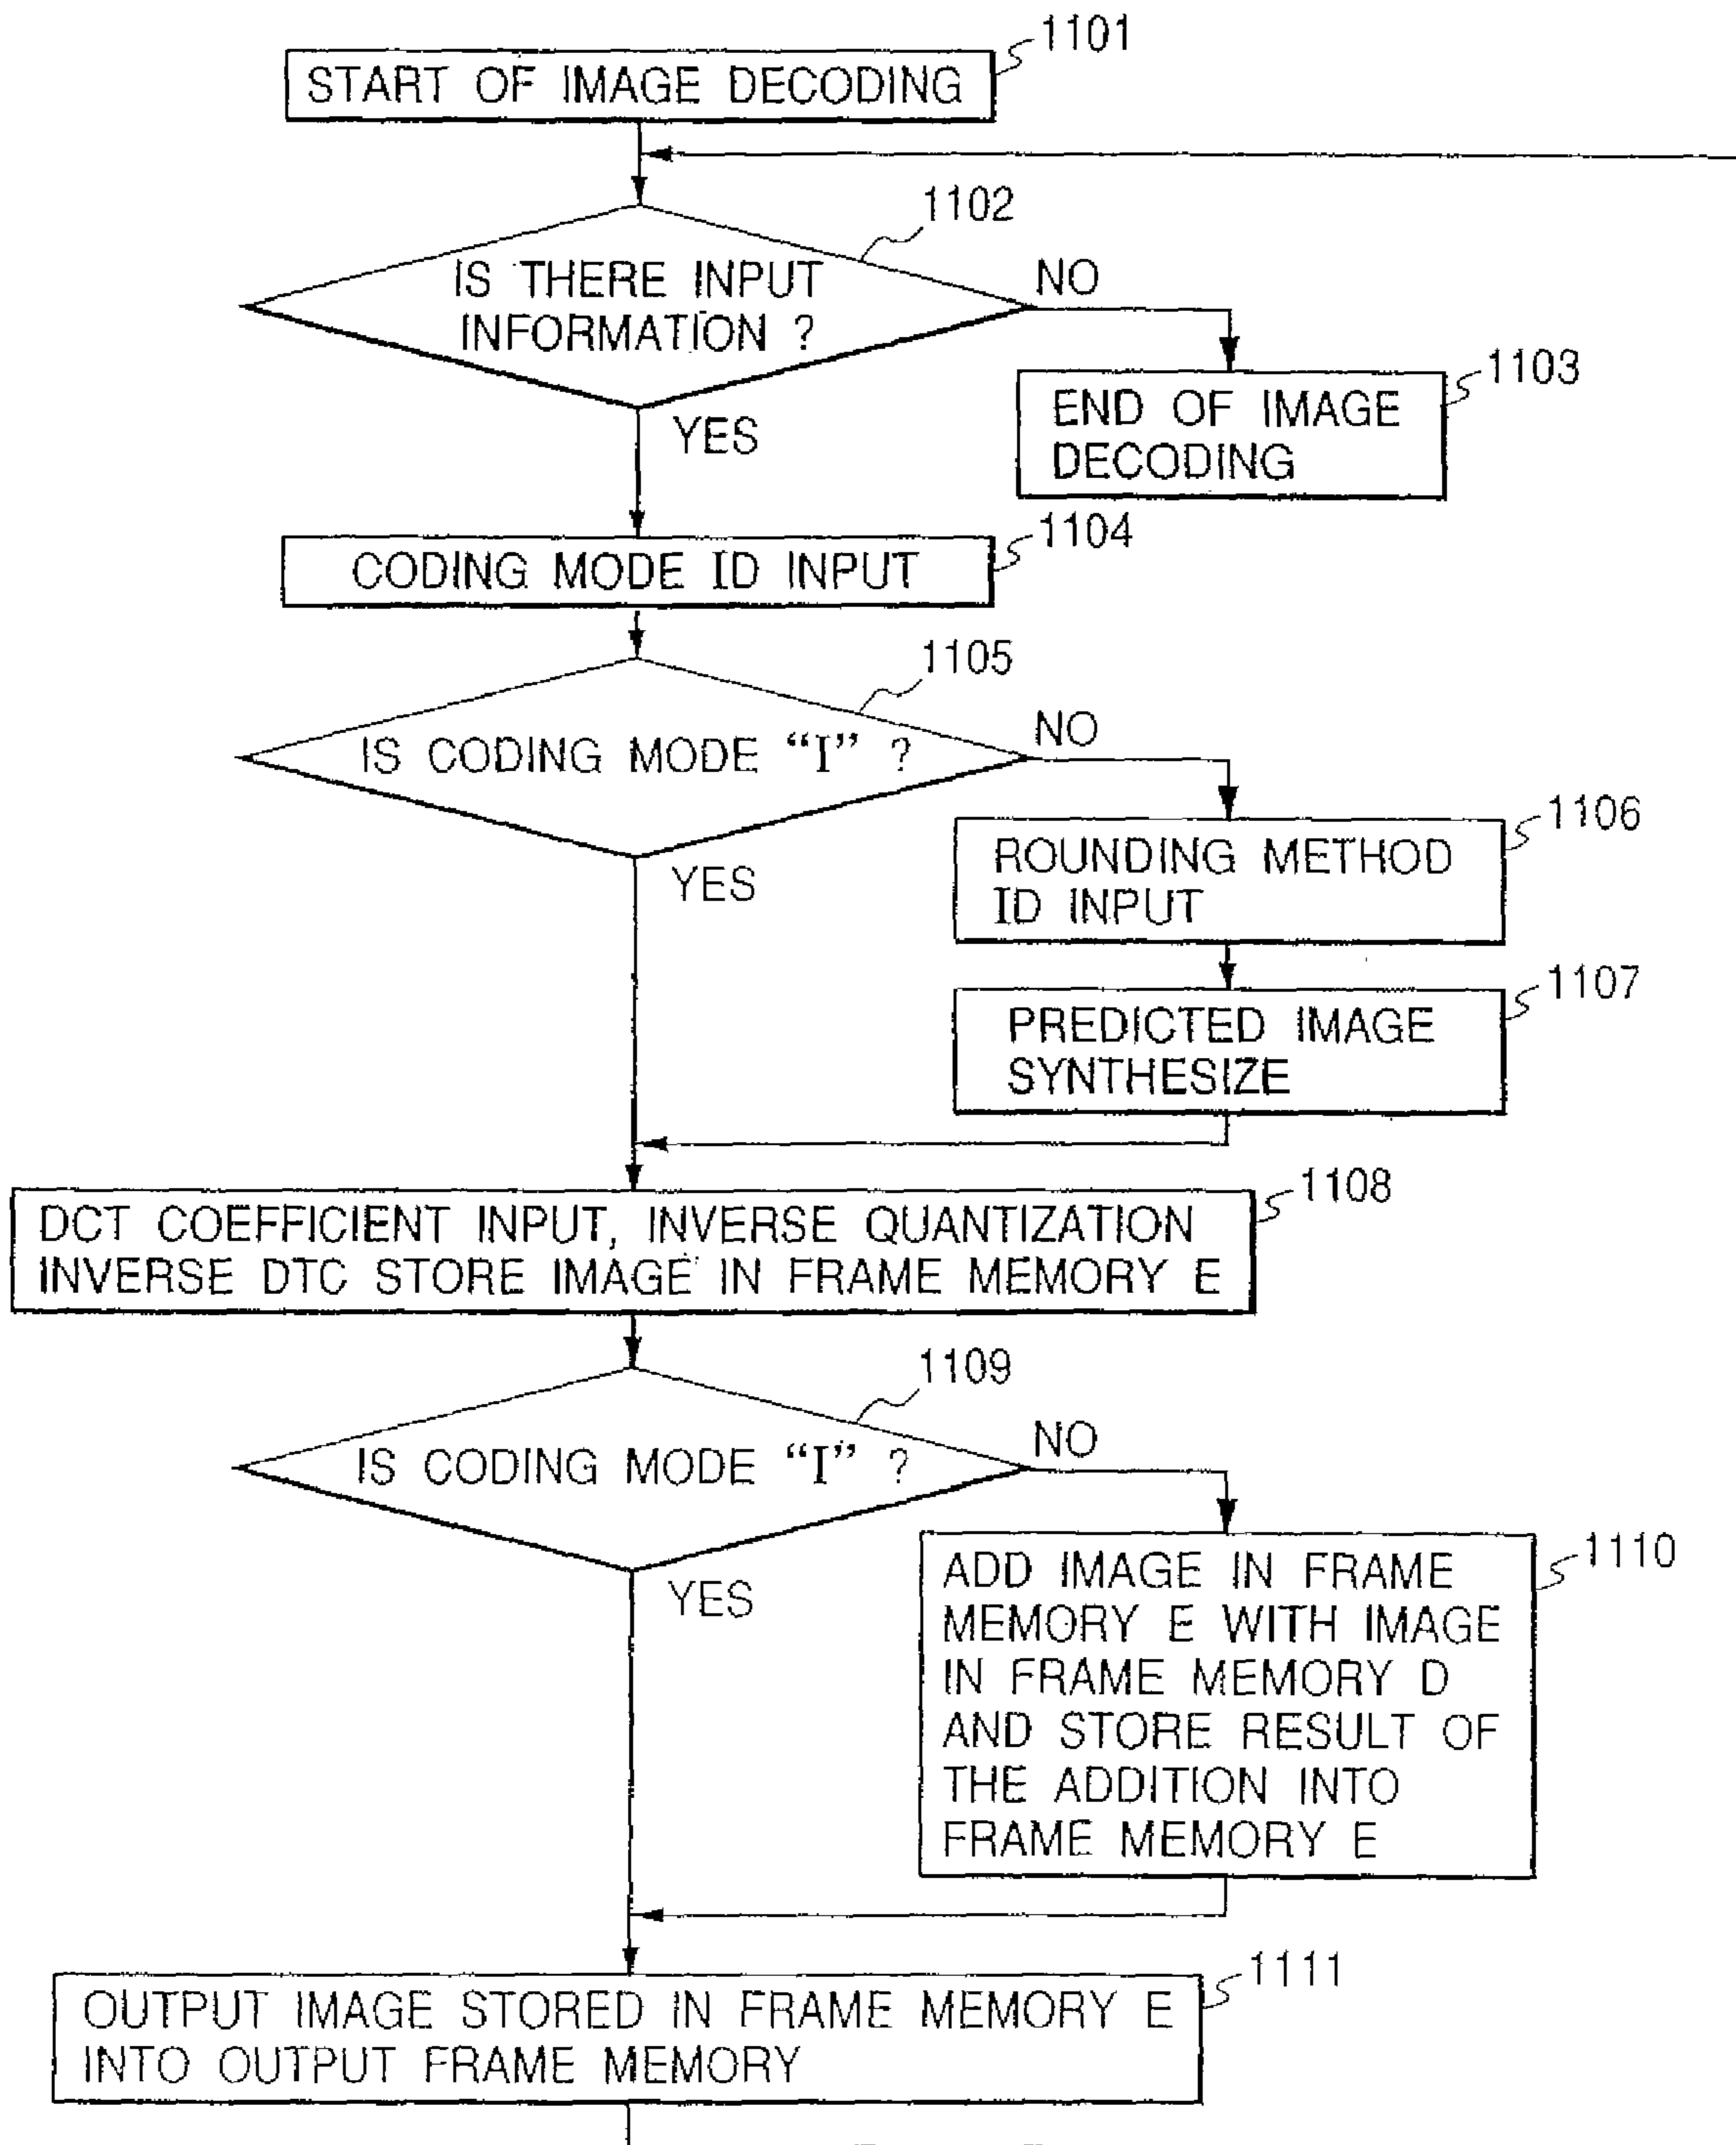 1101
START OF IMAGE DECODING
1102
IS THERE INPUT
INFORMATION ?
NO
YES
1103
END OF IMAGE
DECODING
1104
CODING MODE ID INPUT
1105
IS CODING MODE “I” ?
NO
YES
1106
ROUNDING METHOD
ID INPUT
1107
PREDICTED IMAGE
SYNTHESIZE
1108
DCT COEFFICIENT INPUT, INVERSE QUANTIZATION
INVERSE DTC STORE IMAGE IN FRAME MEMORY E
1109
IS CODING MODE “I” ?
NO
YES
1110
ADD IMAGE IN FRAME
MEMORY E WITH IMAGE
IN FRAME MEMORY D
AND STORE RESULT OF
THE ADDITION INTO
FRAME MEMORY E
1111
OUTPUT IMAGE STORED IN FRAME MEMORY E
INTO OUTPUT FRAME MEMORY